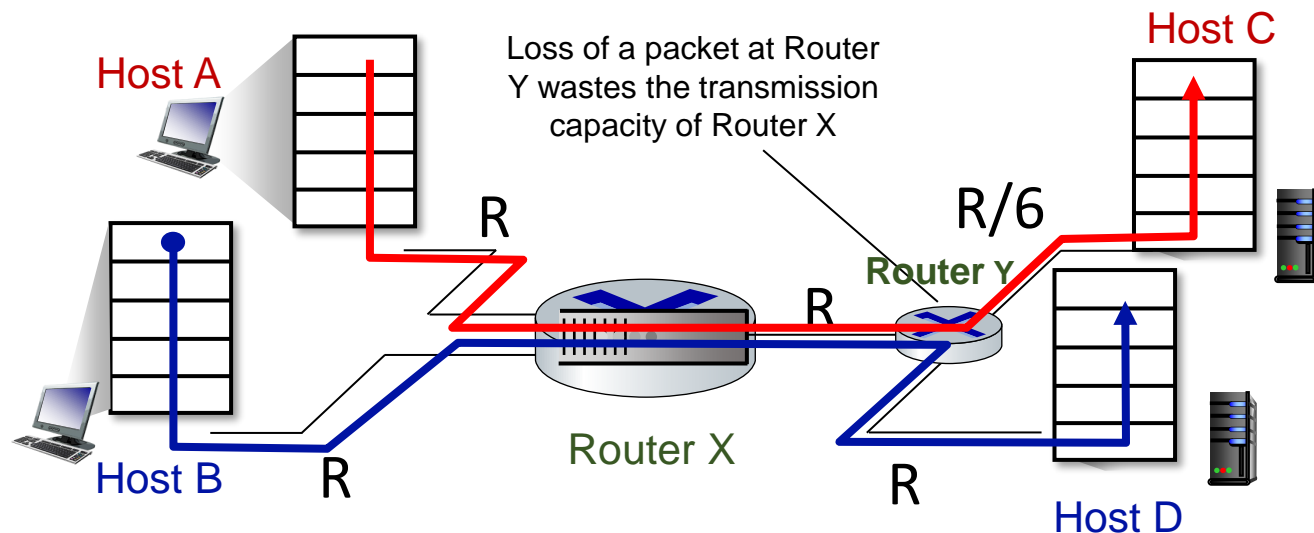 Host A
Loss of a packet at Router
Y wastes the transmission
capacity of Router X
Host C
R
R/6
Router Y
R
Router X
Host B
R
R
Host D